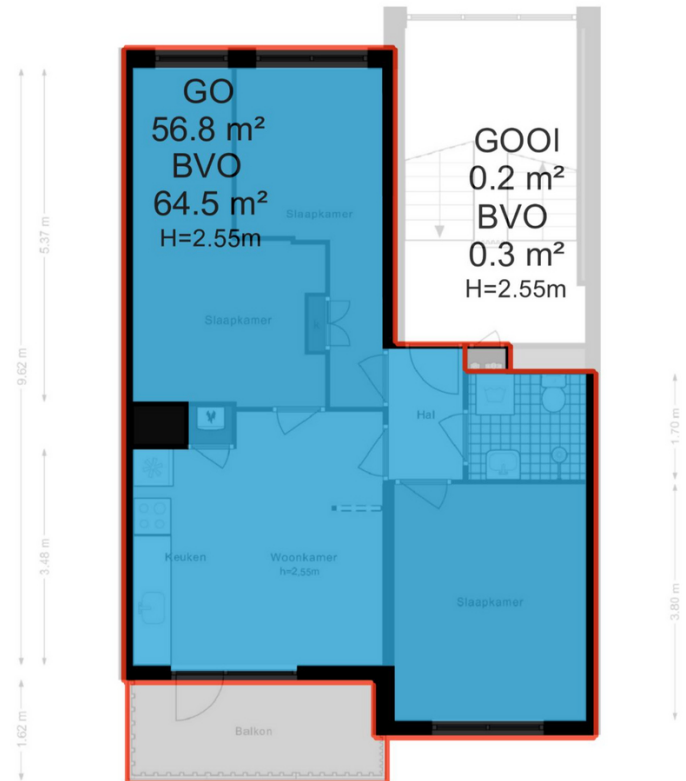 GO
56.8 m²
BVO
64.5 m²
H=2.55m
GOOI
0.2 m²
BVO
0.3 m²
H=2.55m
Slaapkamer
Slaapkamer
5.37 m
9.62 m
Hal
1.70 m
3.48 m
Keuken
Woonkamer
h=2.55m
Slaapkamer
3.80 m
1.62 m
Balkon